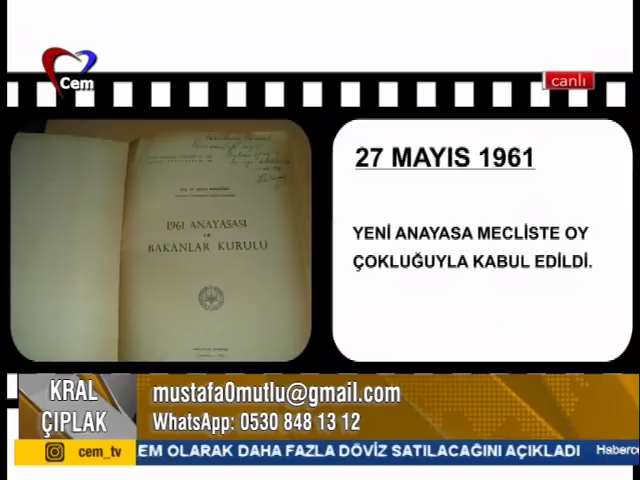 Cem
canlı
27 MAYIS 1961
1961 ANAYASASI
VE
BAKANLAR KURULU
YENİ ANAYASA MECLİSTE OY
ÇOKLUĞUYLA KABUL EDİLDİ.
KRAL
ÇIPLAK
mustafa0mutlu@gmail.com
WhatsApp: 0530 848 13 12
cem_tv
EM OLARAK DAHA FAZLA DÖVİZ SATILACAĞINI AÇIKLADI
Haberc